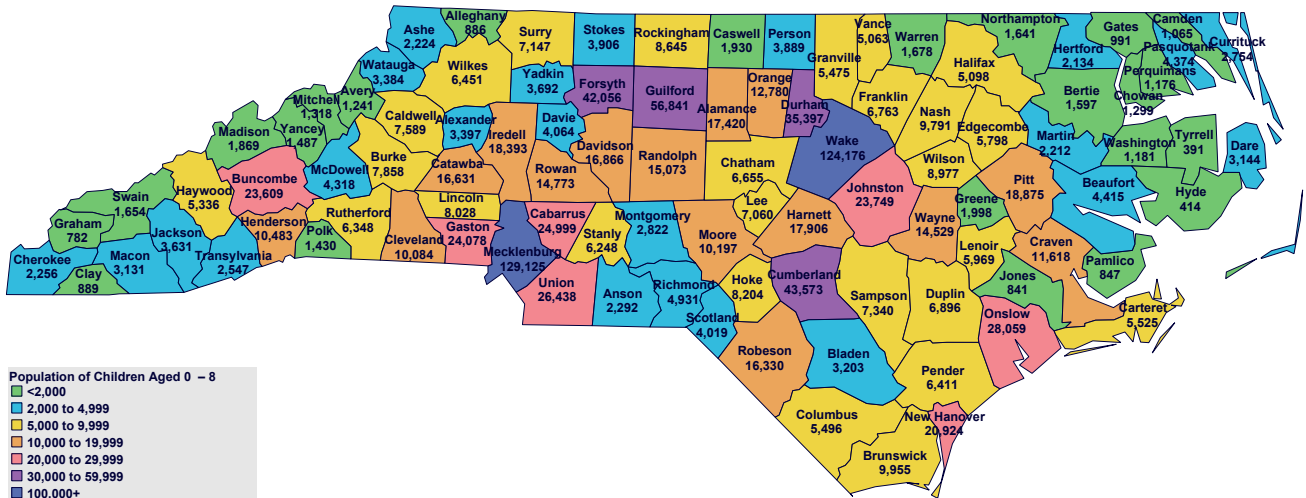 Ashe
2,224
Alleghany
886
Surry
7,147
Stokes
3,906
Rockingham
8,645
Caswell
1,930
Person
3,889
Granville
5,475
Vance
5,063
Warren
1,678
Northampton
1,641
Halifax
5,098
Hertford
2,134
Gates
991
Camden
1,065
Pasquotank
4,374
Currituck
2,754
Perquimans
1,176
Chowan
1,299
Bertie
1,597
Watauga
3,384
Wilkes
6,451
Yadkin
3,692
Forsyth
42,056
Guilford
56,841
Alamance
17,420
Orange
12,780
Durham
35,397
Franklin
6,763
Nash
9,791
Edgecombe
5,798
Martin
2,212
Washington
1,181
Tyrrell
391
Dare
3,144
Mitchell
1,318
Avery
1,241
Caldwell
7,589
Alexander
3,397
Iredell
18,393
Davie
4,064
Davidson
16,866
Randolph
15,073
Chatham
6,655
Wake
124,176
Wilson
8,977
Madison
1,869
Yancey
1,487
Burke
7,858
McDowell
4,318
Catawba
16,631
Rowan
14,773
Johnston
23,749
Greene
1,998
Pitt
18,875
Beaufort
4,415
Hyde
414
Swain
1,654
Haywood
5,336
Buncombe
23,609
Henderson
10,483
Polk
1,430
Rutherford
6,348
Cleveland
10,084
Lincoln
8,028
Gaston
24,078
Mecklenburg
129,125
Cabarrus
24,999
Stanly
6,248
Montgomery
2,822
Moore
10,197
Lee
7,060
Harnett
17,906
Wayne
14,529
Lenoir
5,969
Craven
11,618
Pamlico
847
Graham
782
Cherokee
2,256
Clay
889
Macon
3,131
Jackson
3,631
Transylvania
2,547
Union
26,438
Anson
2,292
Richmond
4,931
Scotland
4,019
Hoke
8,204
Cumberland
43,573
Sampson
7,340
Duplin
6,896
Jones
841
Onslow
28,059
Carteret
5,525
Robeson
16,330
Bladen
3,203
Pender
6,411
Columbus
5,496
New Hanover
20,924
Brunswick
9,955
Population of Children Aged 0 – 8
<2,000
2,000 to 4,999
5,000 to 9,999
10,000 to 19,999
20,000 to 29,999
30,000 to 59,999
100,000+